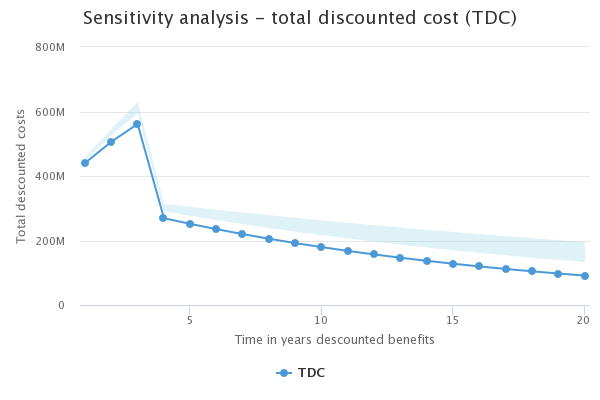 Sensitivity analysis – total discounted cost (TDC)
800M
600M
400M
200M
0
Total descounted costs
5
10
15
20
Time in years descounted benefits
TDC